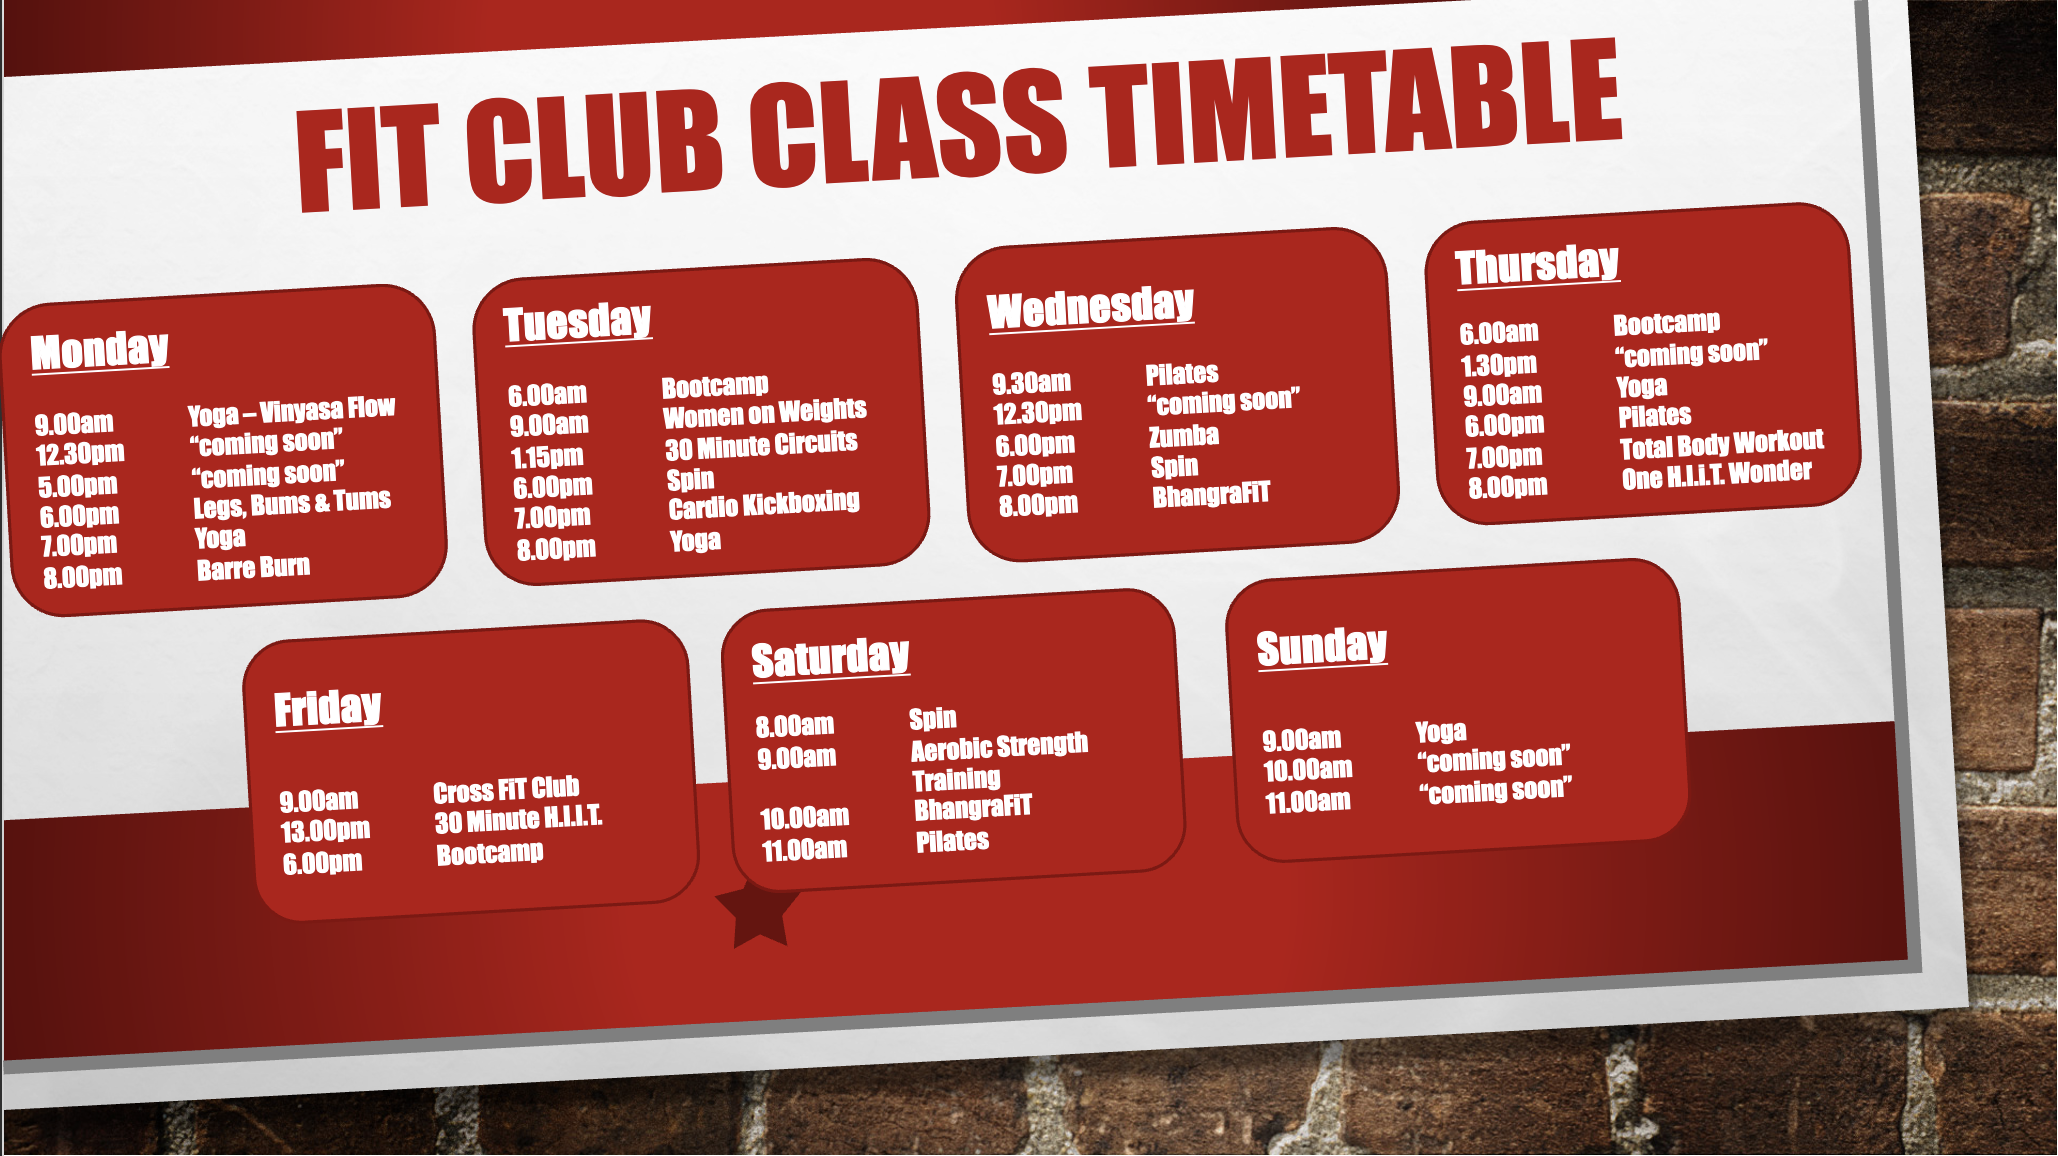 FIT CLUB CLASS TIMETABLE
Monday
9.00am Yoga – Vinyasa Flow
12.30pm “coming soon”
5.00pm “coming soon”
6.00pm Legs, Bums & Tums
7.00pm Yoga
8.00pm Barre Burn
Tuesday
6.00am Bootcamp
9.00am Women on Weights
1.15pm 30 Minute Circuits
6.00pm Spin
7.00pm Cardio Kickboxing
8.00pm Yoga
Wednesday
9.30am Pilates
12.30pm “coming soon”
6.00pm Zumba
7.00pm Spin
8.00pm BhangraFiT
Thursday
6.00am Bootcamp
1.30pm “coming soon”
9.00am Yoga
6.00pm Pilates
7.00pm Total Body Workout
8.00pm One H.I.i.T. Wonder
Friday
9.00am Cross FiT Club
13.00pm 30 Minute H.I.I.T.
6.00pm Bootcamp
Saturday
8.00am Spin
9.00am Aerobic Strength
Training
10.00am BhangraFiT
11.00am Pilates
Sunday
9.00am Yoga
10.00am “coming soon”
11.00am “coming soon”